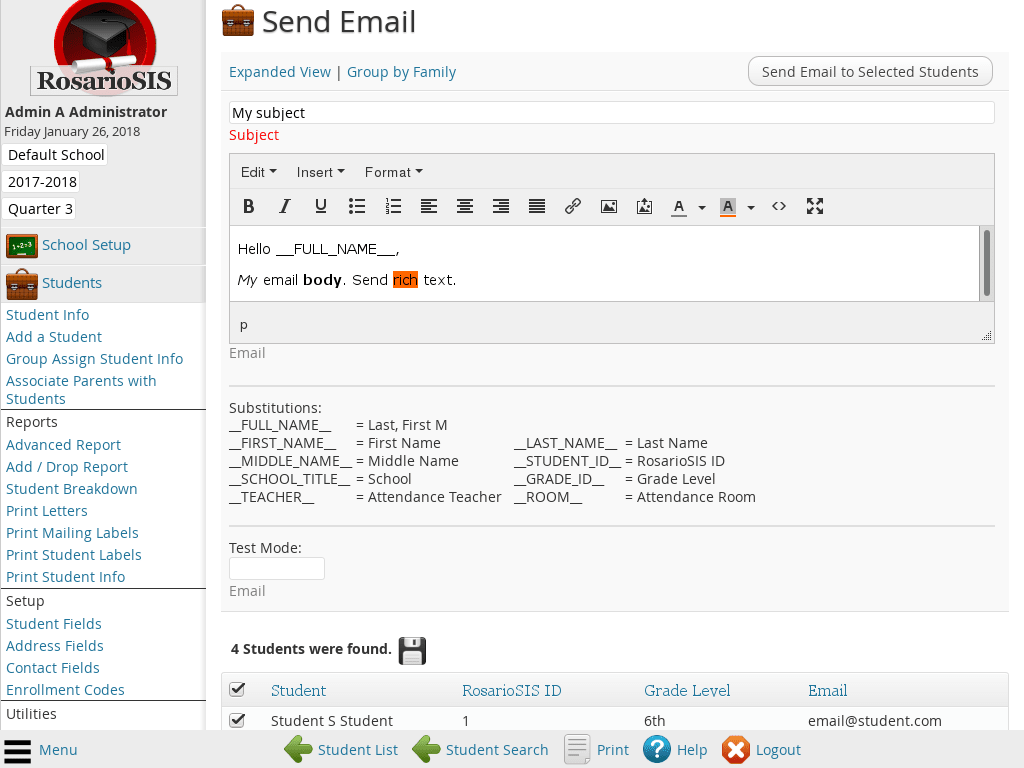 RosarioSIS
Admin A Administrator
Friday January 26, 2018
Default School
2017-2018
Quarter 3
School Setup
Students
Student Info
Add a Student
Group Assign Student Info
Associate Parents with
Students
Reports
Advanced Report
Add / Drop Report
Student Breakdown
Print Letters
Print Mailing Labels
Print Student Labels
Print Student Info
Setup
Student Fields
Address Fields
Contact Fields
Enrollment Codes
Utilities
Send Email
Expanded View | Group by Family
Send Email to Selected Students
My subject
Subject
Edit Insert Format
B I U A A <>
Hello __FULL_NAME__,
My email body. Send rich text.
p
Email
Substitutions:
__FULL_NAME__ = Last, First M
__FIRST_NAME__ = First Name __LAST_NAME__ = Last Name
__MIDDLE_NAME__ = Middle Name __STUDENT_ID__ = RosarioSIS ID
__SCHOOL_TITLE__ = School __GRADE_ID__ = Grade Level
__TEACHER__ = Attendance Teacher __ROOM__ = Attendance Room
Test Mode:
Email
4 Students were found.
Student RosarioSIS ID Grade Level Email
Student S Student 1 6th email@student.com
Menu Student List Student Search Print ? Help Logout